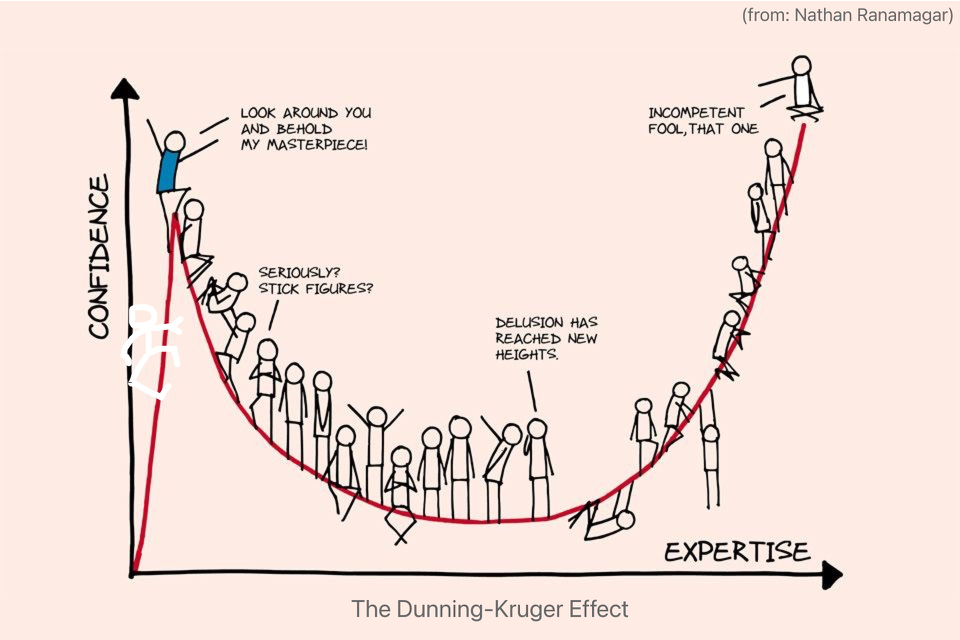 (from: Nathan Ranamagar)
LOOK AROUND YOU
AND BEHOLD
MY MASTERPIECE!
INCOMPETENT
FOOL, THAT ONE
CONFIDENCE
SERIOUSLY?
STICK FIGURES?
DELUSION HAS
REACHED NEW
HEIGHTS.
EXPERTISE
The Dunning-Kruger Effect